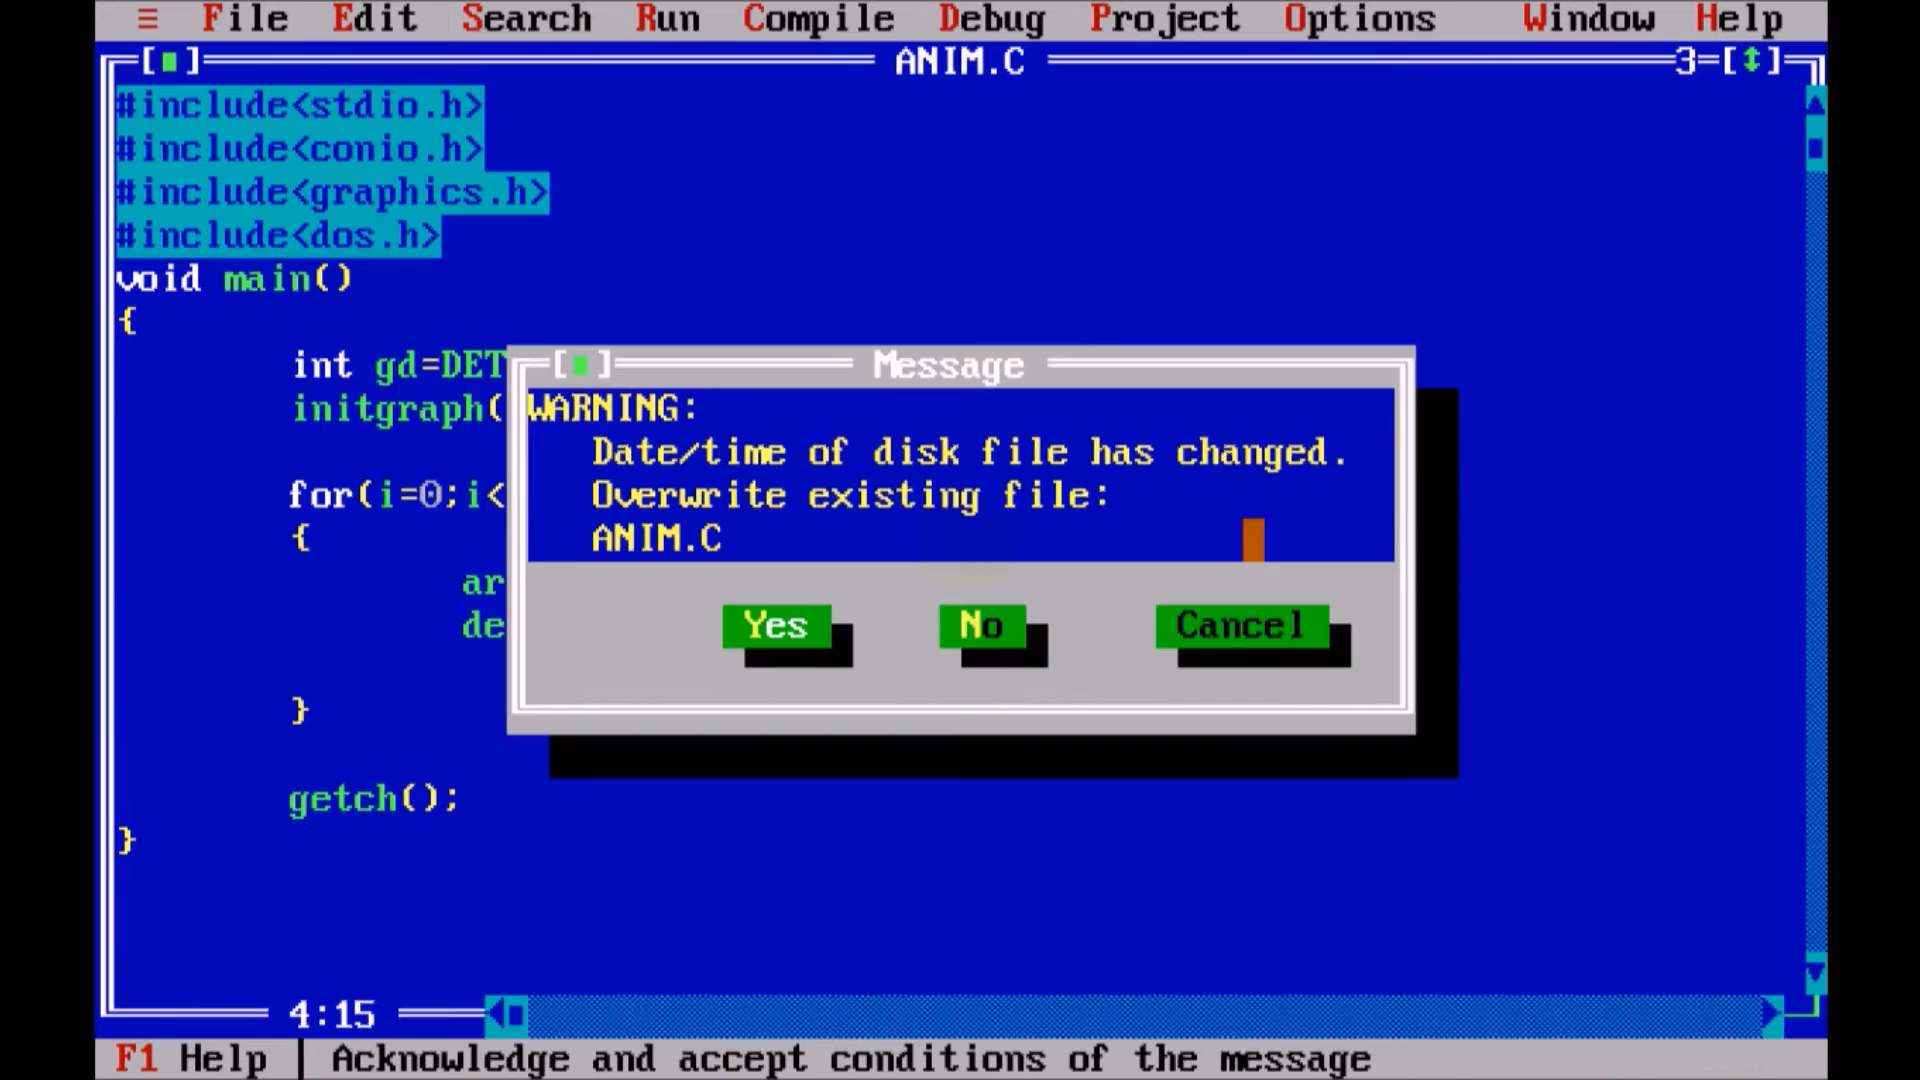 ≡ File Edit Search Run Compile Debug Project Options Window Help
[■] ANIM.C 3=[↕]
#include<stdio.h>
#include<conio.h>
#include<graphics.h>
#include<dos.h>
void main()
{
int gd=DET
initgraph(
for(i=0;i<
{
ar
de
}
getch();
}
[■] Message
WARNING:
Date/time of disk file has changed.
Overwrite existing file:
ANIM.C
Yes No Cancel
4:15
F1 Help | Acknowledge and accept conditions of the message